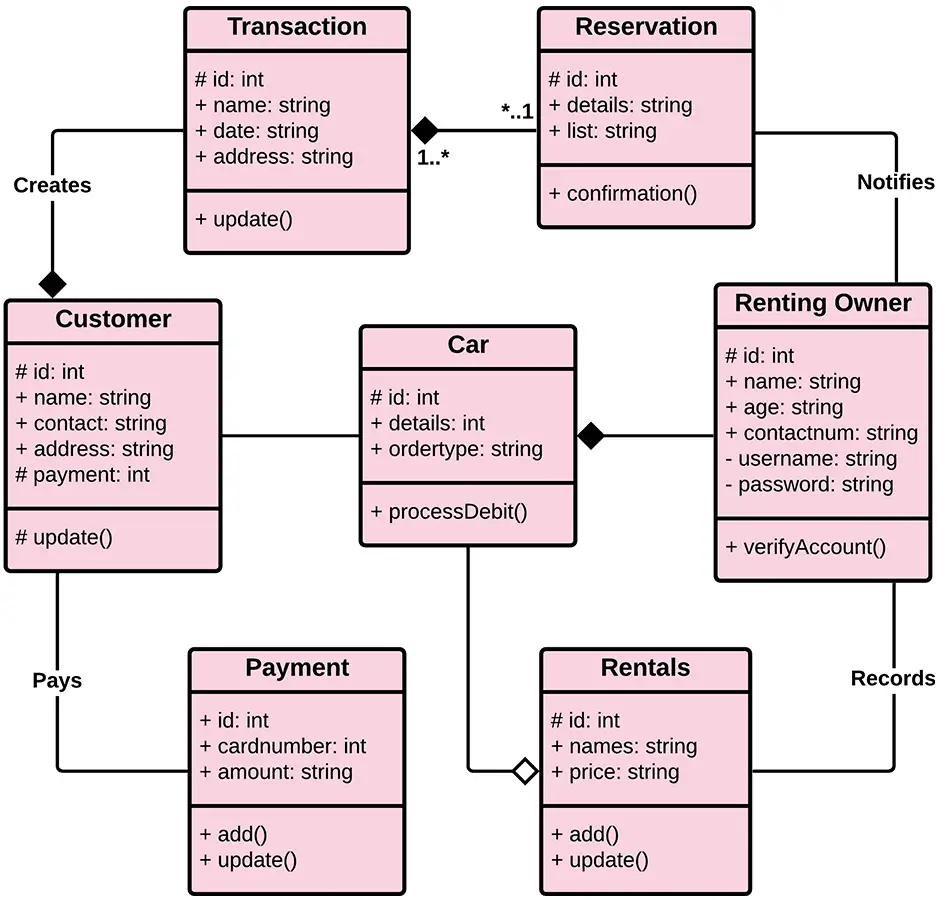 Transaction
# id: int
+ name: string
+ date: string
+ address: string
+ update()
*..1
1..*
Reservation
# id: int
+ details: string
+ list: string
+ confirmation()
Creates
Notifies
Customer
# id: int
+ name: string
+ contact: string
+ address: string
# payment: int
# update()
Car
# id: int
+ details: int
+ ordertype: string
+ processDebit()
Renting Owner
# id: int
+ name: string
+ age: string
+ contactnum: string
- username: string
- password: string
+ verifyAccount()
Pays
Payment
+ id: int
+ cardnumber: int
+ amount: string
+ add()
+ update()
Rentals
# id: int
+ names: string
+ price: string
+ add()
+ update()
Records